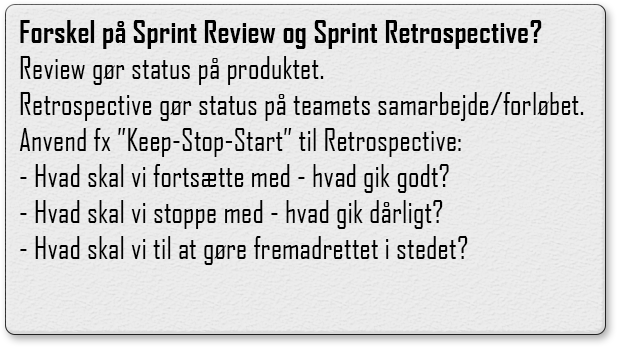 Forskel på Sprint Review og Sprint Retrospective?
Review gør status på produktet.
Retrospective gør status på teamets samarbejde/forløbet.
Anvend fx "Keep-Stop-Start" til Retrospective:
- Hvad skal vi fortsætte med - hvad gik godt?
- Hvad skal vi stoppe med - hvad gik dårligt?
- Hvad skal vi til at gøre fremadrettet i stedet?